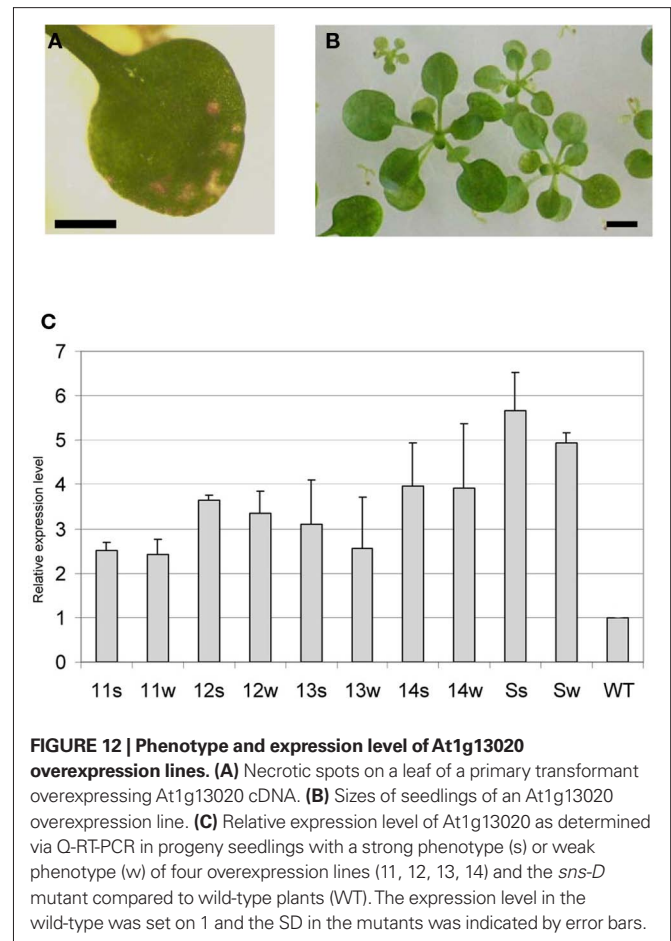 A
B
C
7
6
5
4
3
2
1
0
Relative expression level
11s 11w 12s 12w 13s 13w 14s 14w Ss Sw WT
FIGURE 12 | Phenotype and expression level of At1g13020
overexpression lines. (A) Necrotic spots on a leaf of a primary transformant
overexpressing At1g13020 cDNA. (B) Sizes of seedlings of an At1g13020
overexpression line. (C) Relative expression level of At1g13020 as determined
via Q-RT-PCR in progeny seedlings with a strong phenotype (s) or weak
phenotype (w) of four overexpression lines (11, 12, 13, 14) and the sns-D
mutant compared to wild-type plants (WT). The expression level in the
wild-type was set on 1 and the SD in the mutants was indicated by error bars.